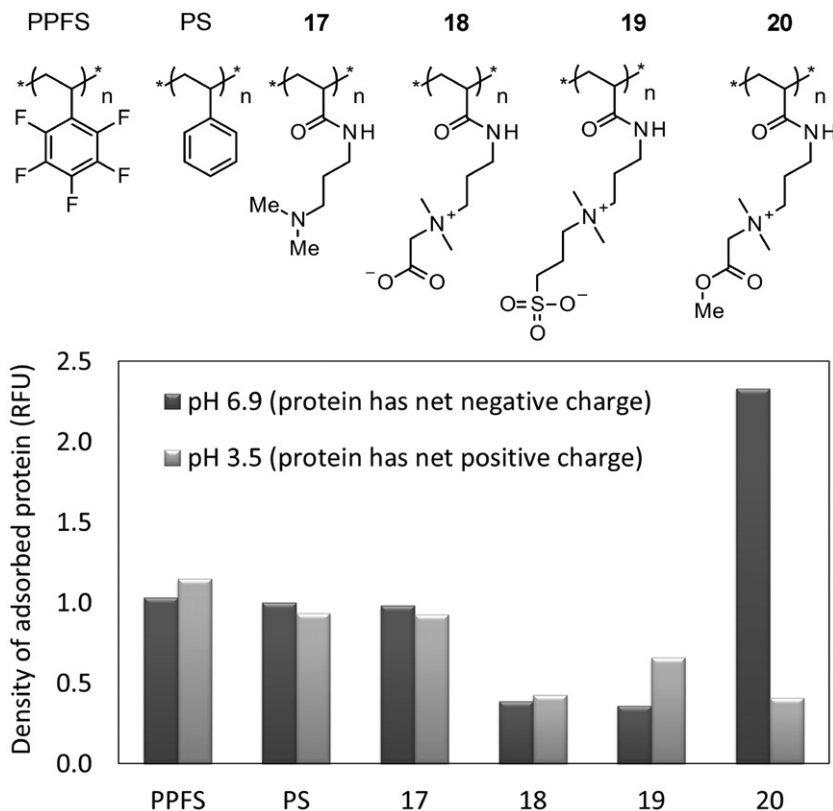 PPFS PS 17 18 19 20
* ( ) * n * ( ) * n * ( ) * n * ( ) * n * ( ) * n * ( ) * n
F F O NH O NH O NH O NH
F F
F
Me N Me
N+ N+ N+
⁻O O
O=S-O⁻ O
O O
Me
Density of adsorbed protein (RFU)
2.5
2.0
1.5
1.0
0.5
0.0
pH 6.9 (protein has net negative charge)
pH 3.5 (protein has net positive charge)
PPFS PS 17 18 19 20